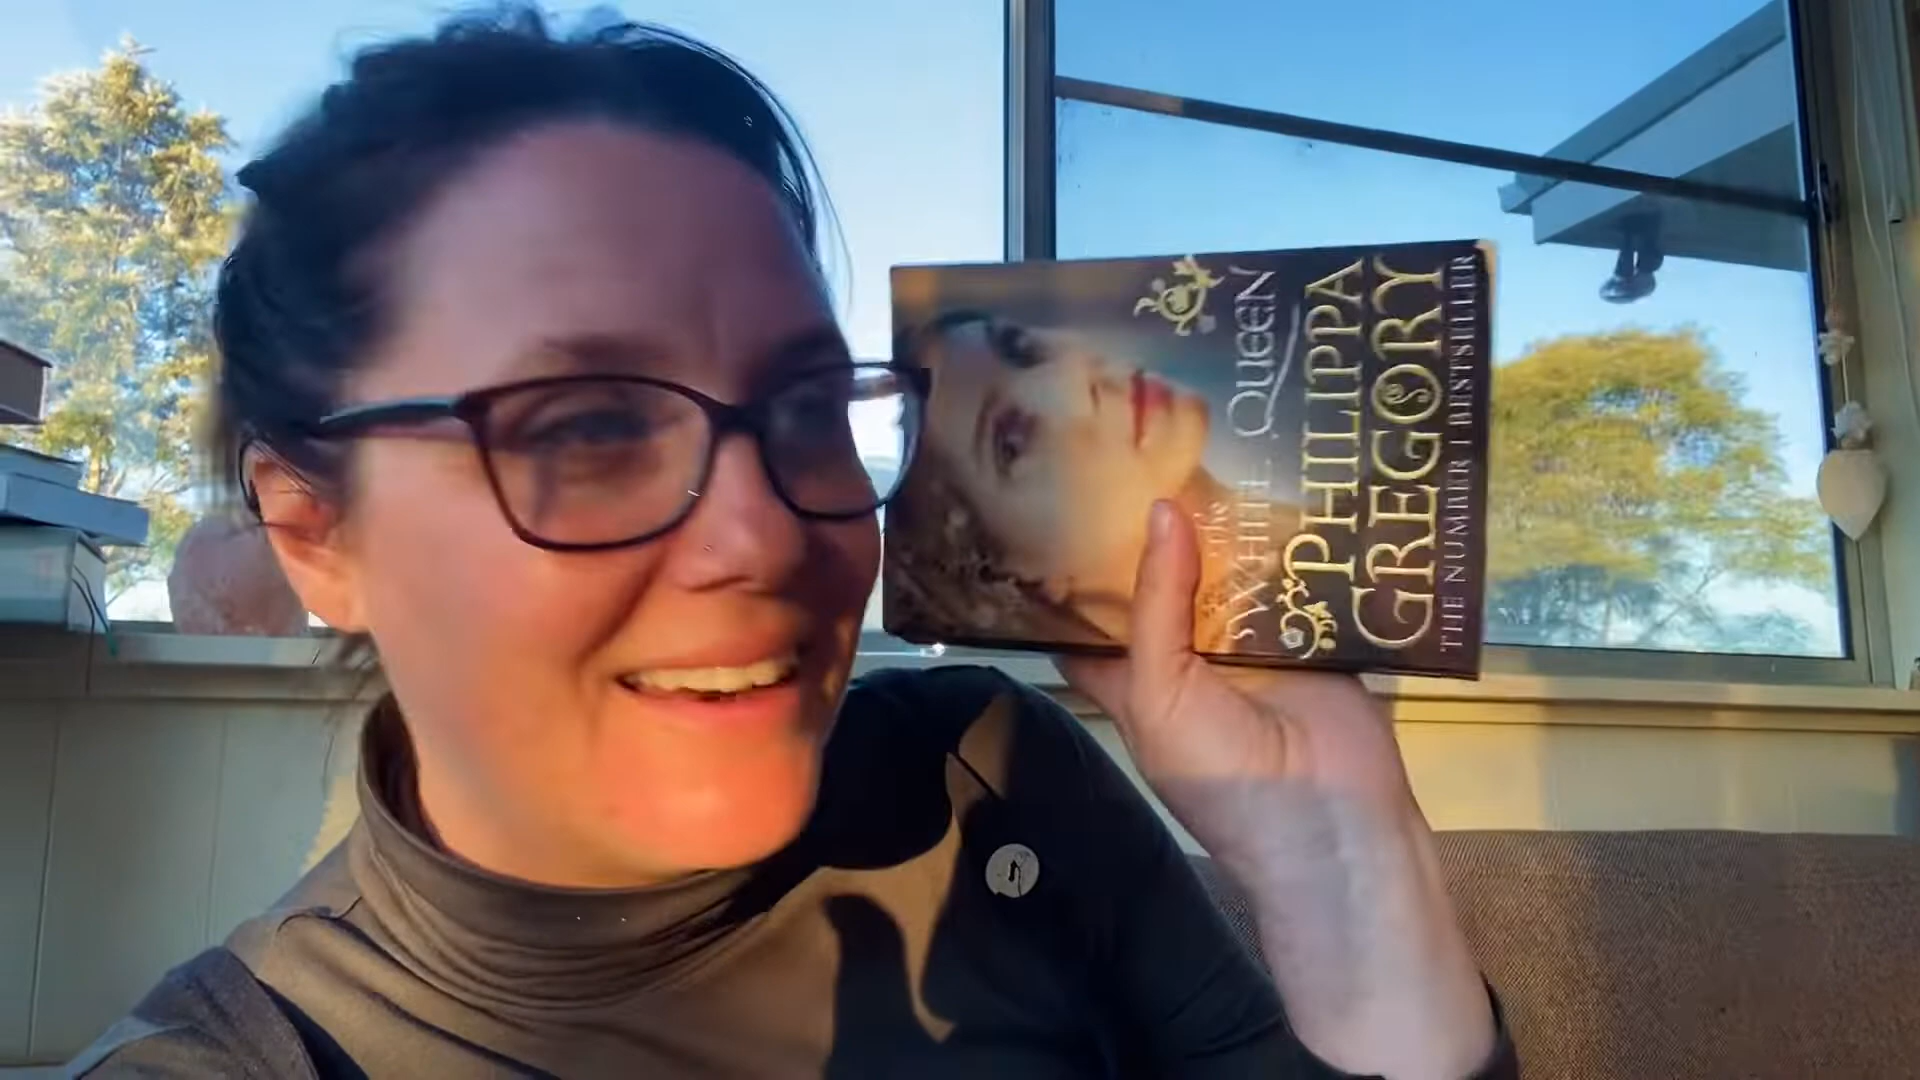 The
WHITE QUEEN
PHILIPPA
GREGORY
THE NUMBER 1 BESTSELLER